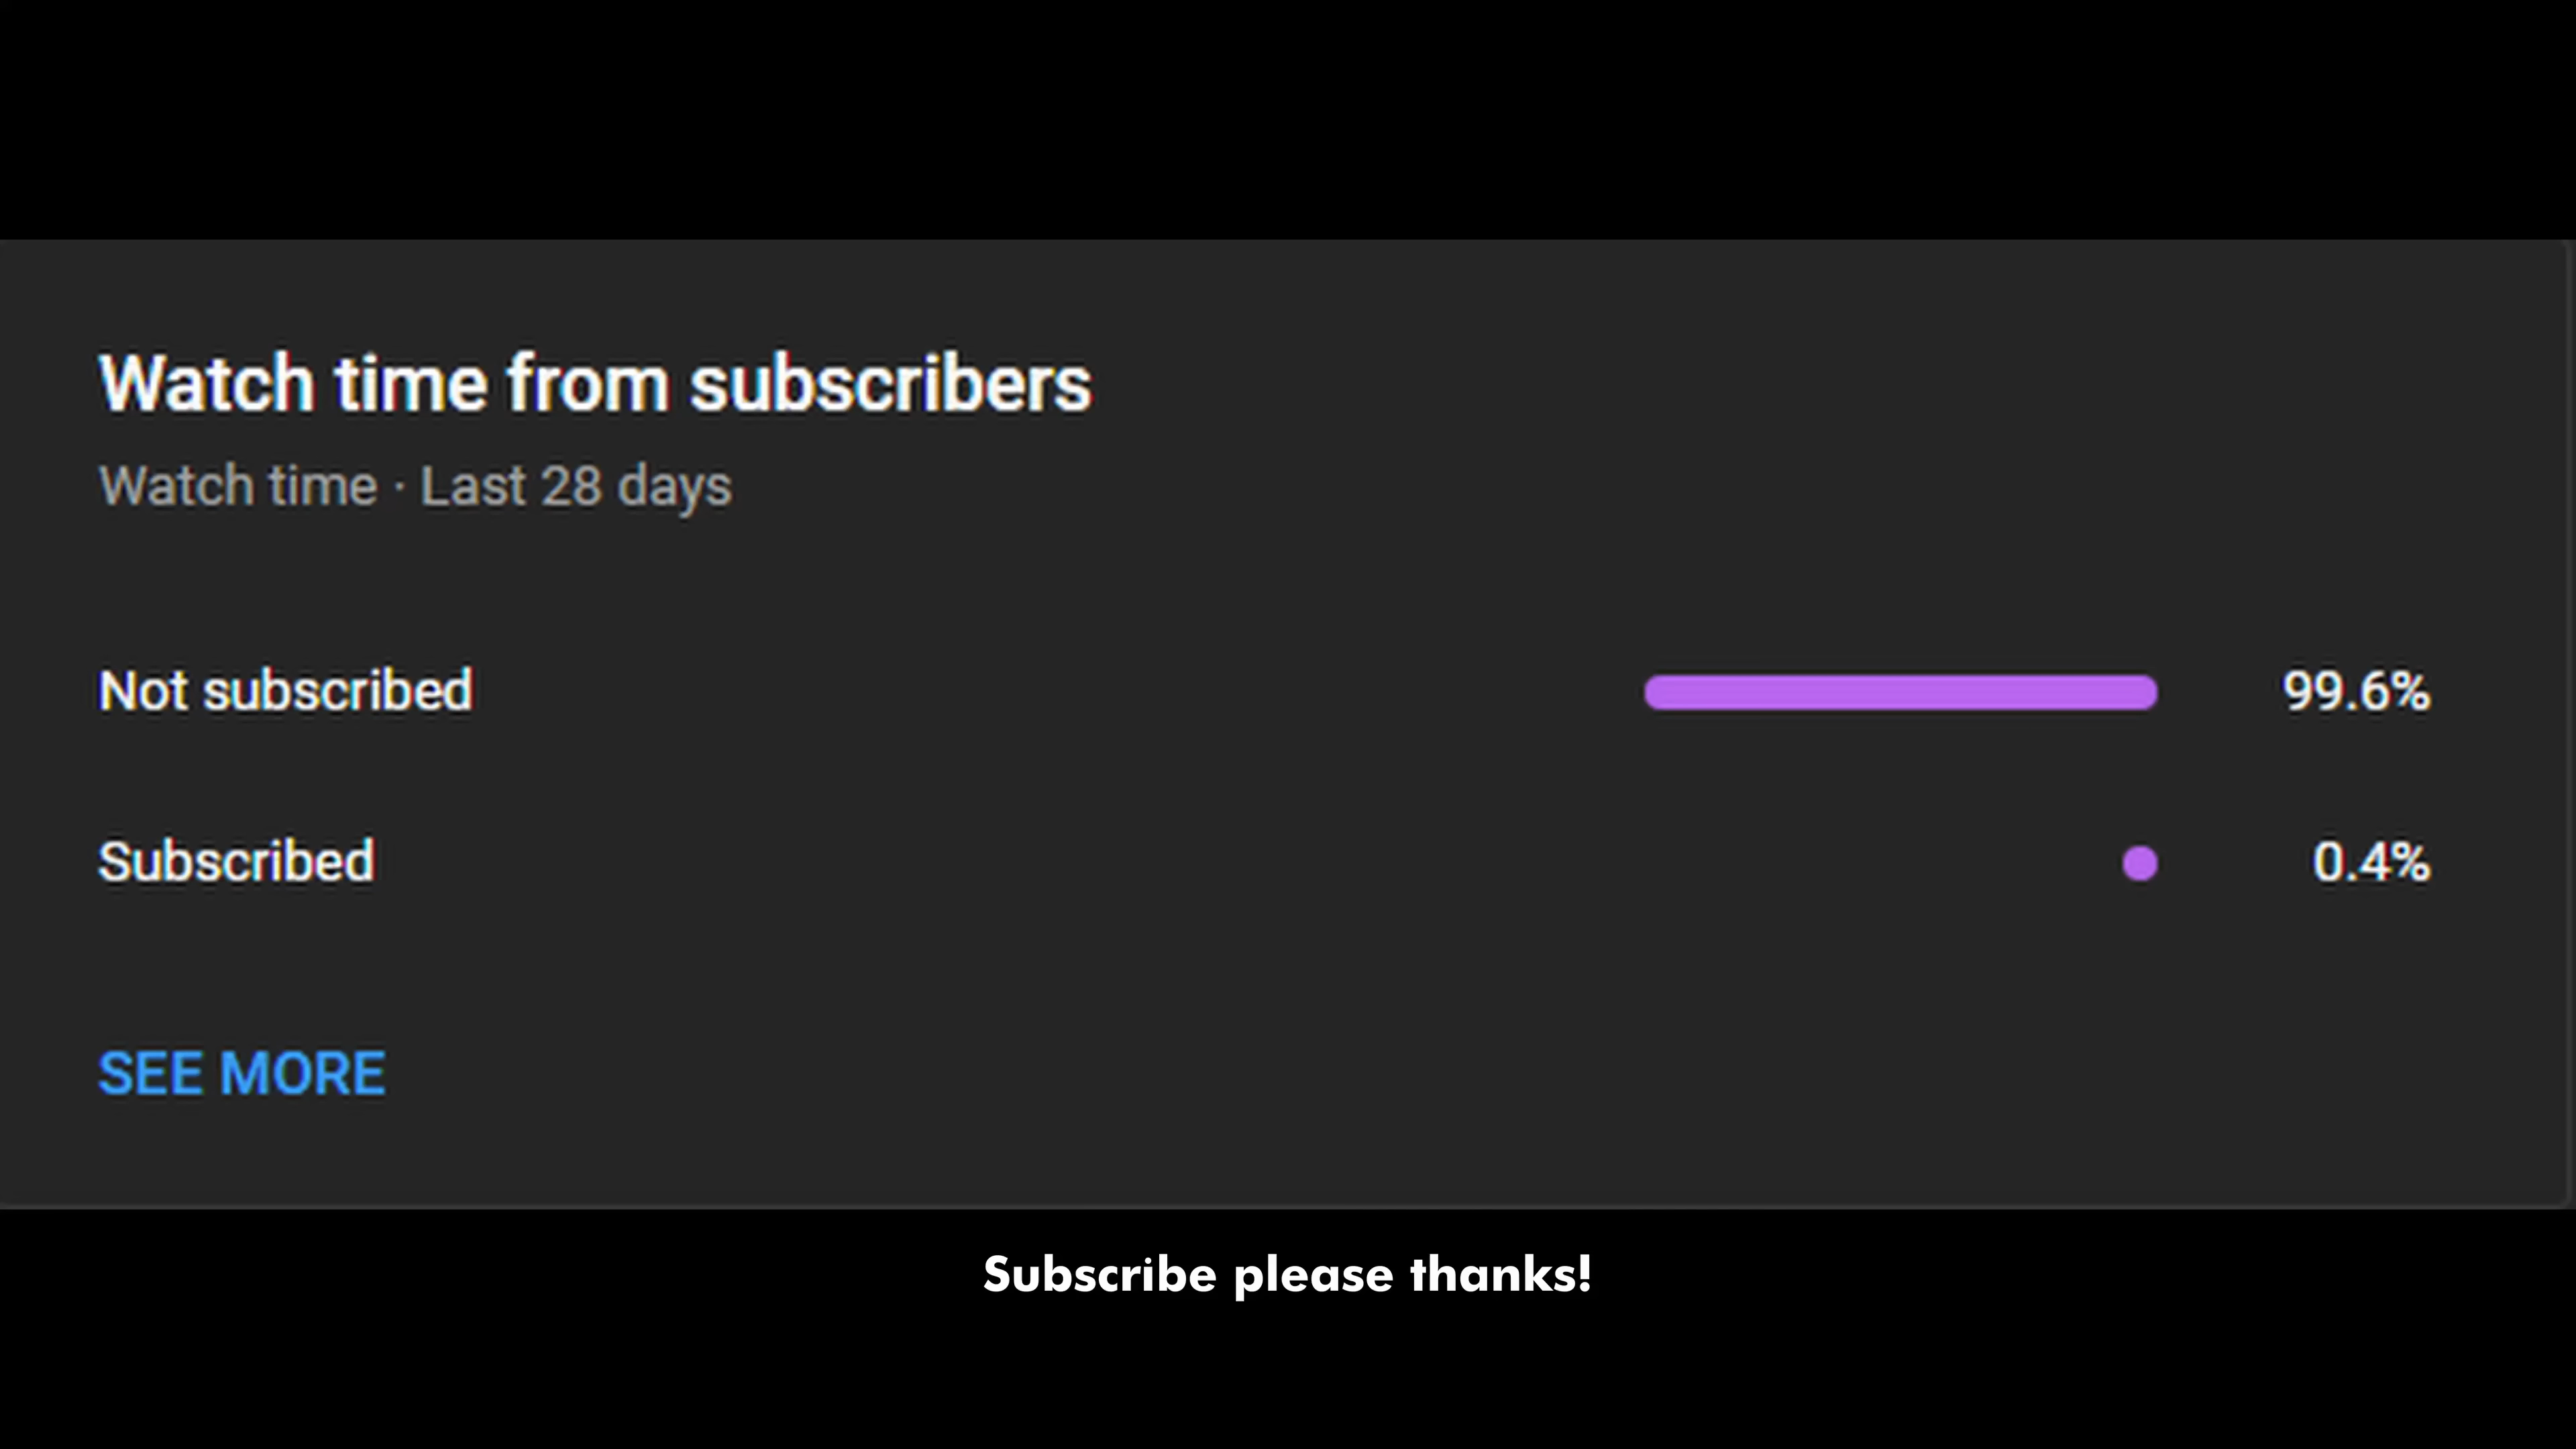 Watch time from subscribers
Watch time · Last 28 days
Not subscribed 99.6%
Subscribed 0.4%
SEE MORE
Subscribe please thanks!